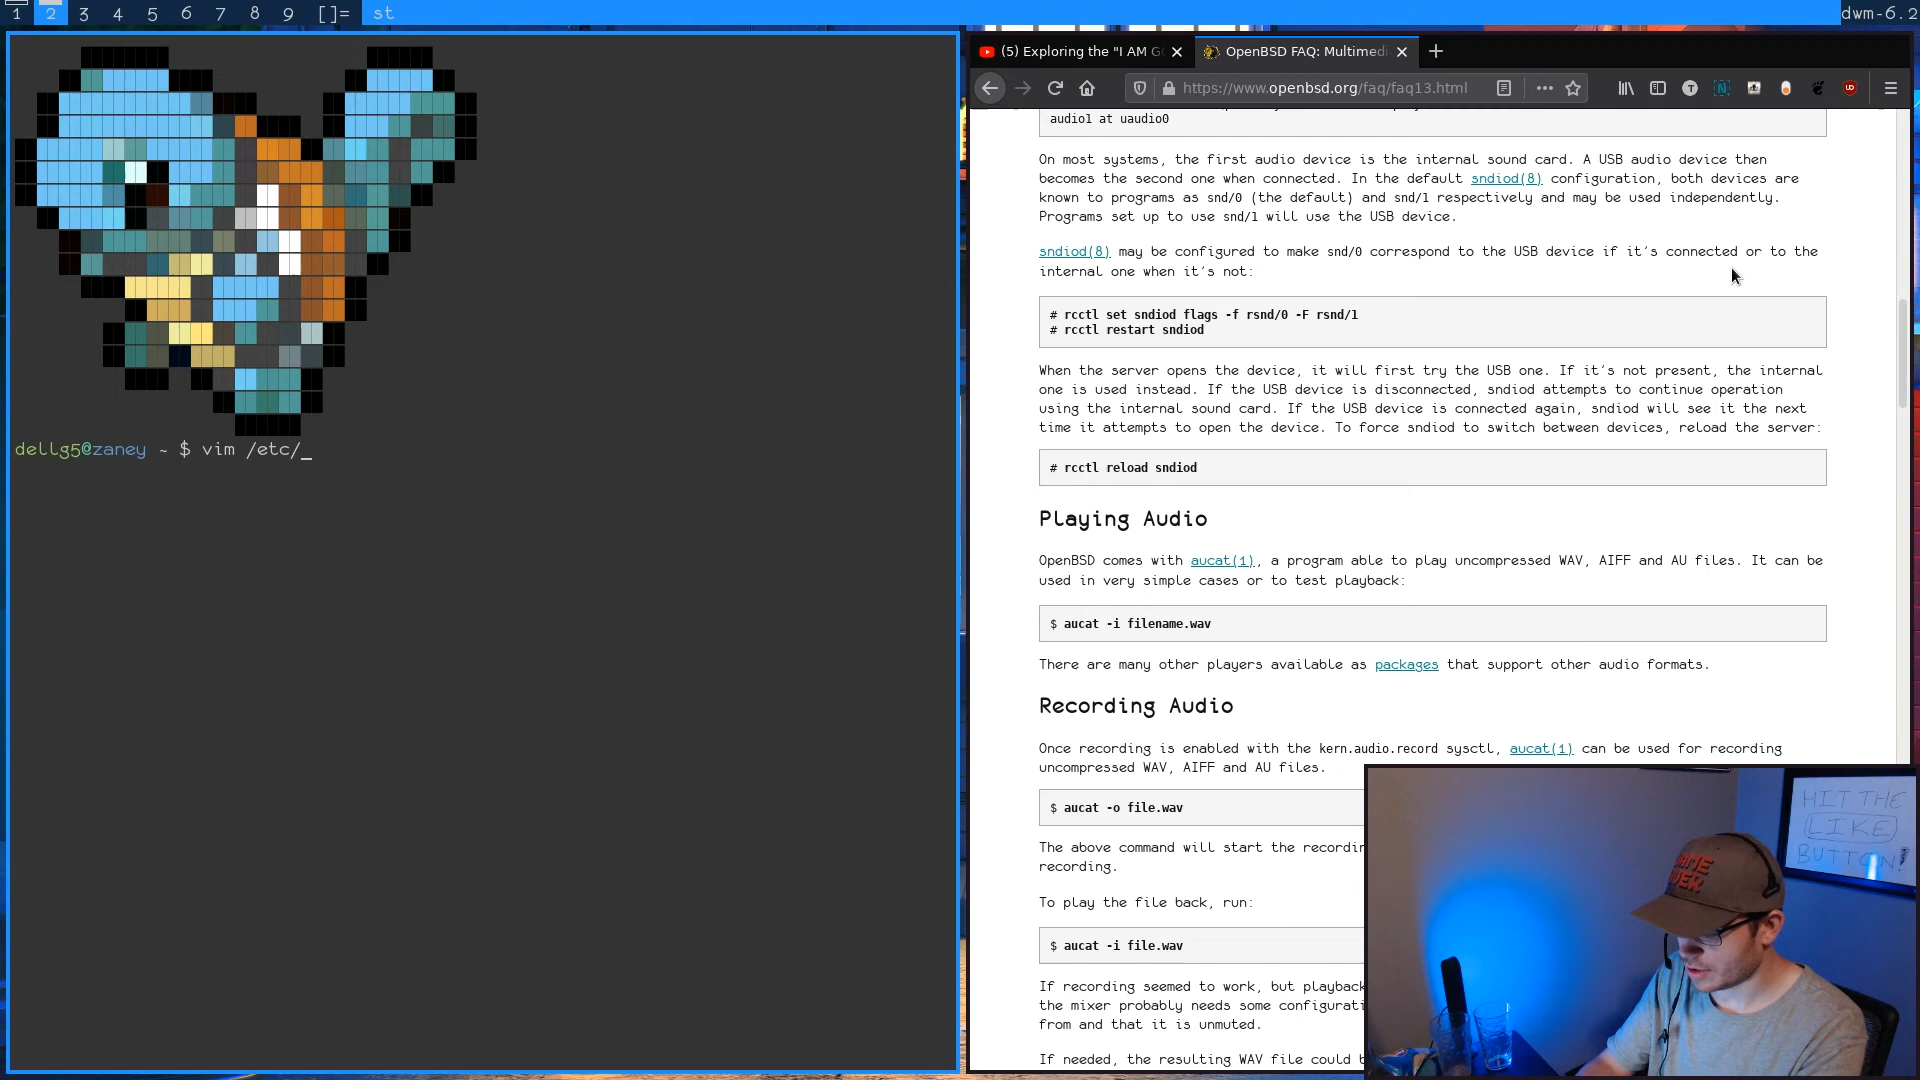 1 2 3 4 5 6 7 8 9 []= st dwm-6.2
dellg5@zaney ~ $ vim /etc/_
(5) Exploring the "I AM G
OpenBSD FAQ: Multimedi
https://www.openbsd.org/faq/faq13.html
audio1 at uaudio0
On most systems, the first audio device is the internal sound card. A USB audio device then
becomes the second one when connected. In the default sndiod(8) configuration, both devices are
known to programs as snd/0 (the default) and snd/1 respectively and may be used independently.
Programs set up to use snd/1 will use the USB device.
sndiod(8) may be configured to make snd/0 correspond to the USB device if it's connected or to the
internal one when it's not:
# rcctl set sndiod flags -f rsnd/0 -F rsnd/1
# rcctl restart sndiod
When the server opens the device, it will first try the USB one. If it's not present, the internal
one is used instead. If the USB device is disconnected, sndiod attempts to continue operation
using the internal sound card. If the USB device is connected again, sndiod will see it the next
time it attempts to open the device. To force sndiod to switch between devices, reload the server:
# rcctl reload sndiod
Playing Audio
OpenBSD comes with aucat(1), a program able to play uncompressed WAV, AIFF and AU files. It can be
used in very simple cases or to test playback:
$ aucat -i filename.wav
There are many other players available as packages that support other audio formats.
Recording Audio
Once recording is enabled with the kern.audio.record sysctl, aucat(1) can be used for recording
uncompressed WAV, AIFF and AU files.
$ aucat -o file.wav
The above command will start the recordin
recording.
To play the file back, run:
$ aucat -i file.wav
If recording seemed to work, but playback
the mixer probably needs some configurati
from and that it is unmuted.
If needed, the resulting WAV file could b
HIT THE
LIKE
BUTTON!
GAME
OVER